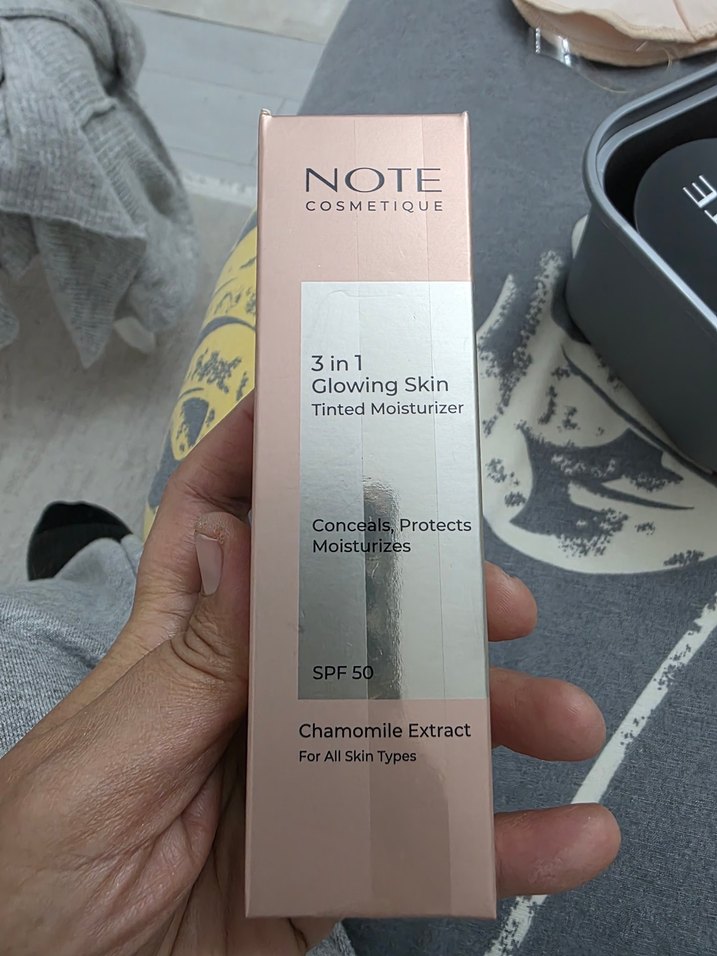 NOTE
COSMETIQUE
3 in 1
Glowing Skin
Tinted Moisturizer
Conceals, Protects
Moisturizes
SPF 50
Chamomile Extract
For All Skin Types